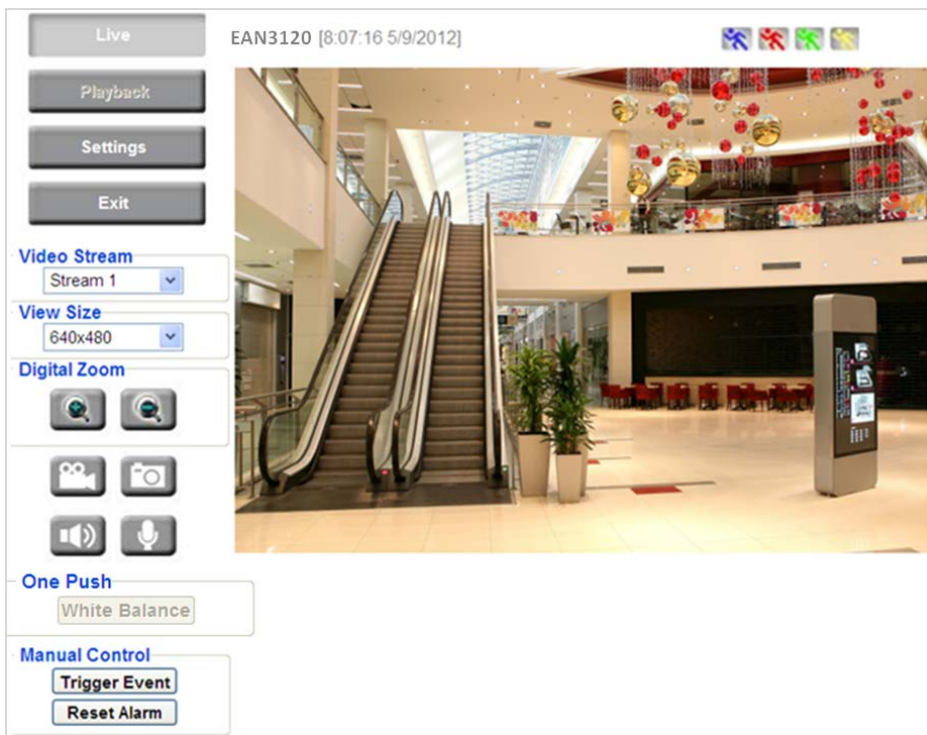 Live
EAN3120 [8:07:16 5/9/2012]
Playback
Settings
Exit
Video Stream
Stream 1
View Size
640x480
Digital Zoom
One Push
White Balance
Manual Control
Trigger Event
Reset Alarm